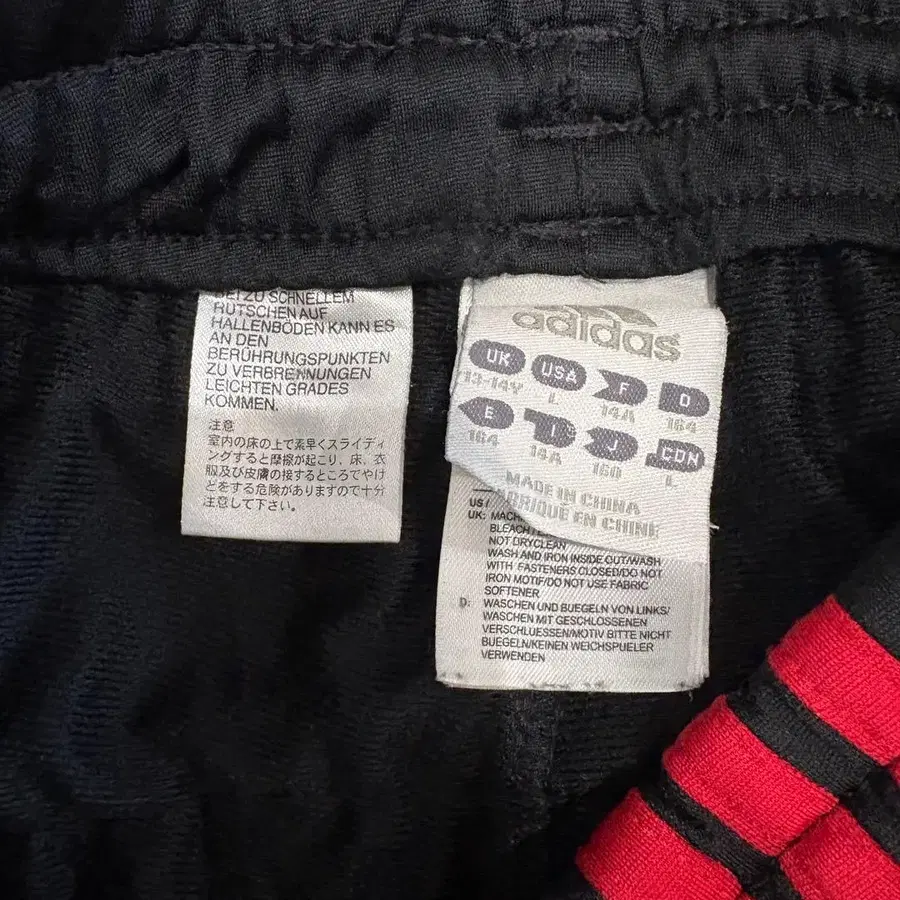 BEI ZU SCHNELLEM
RUTSCHEN AUF
HALLENBÖDEN KANN ES
AN DEN
BERÜHRUNGSPUNKTEN
ZU VERBRENNUNGEN
LEICHTEN GRADES
KOMMEN.
注意
室内の床の上で素早くスライディ
ングすると摩擦が起こり、床、衣
服及び皮膚の接するところでやけ
どをする危険がありますので十分
注意して下さい。
adidas
UK USA F D
13-14Y L 14A 164
E I J CDN
164 14A 160 L
MADE IN CHINA
FABRIQUÉ EN CHINE
US/
UK: MACH
BLEACH
NOT DRYCLEAN
WASH AND IRON INSIDE OUT/WASH
WITH FASTENERS CLOSED/DO NOT
IRON MOTIF/DO NOT USE FABRIC
SOFTENER
D: WASCHEN UND BUEGELN VON LINKS/
WASCHEN MIT GESCHLOSSENEN
VERSCHLUESSEN/MOTIV BITTE NICHT
BUEGELN/KEINEN WEICHSPUELER
VERWENDEN